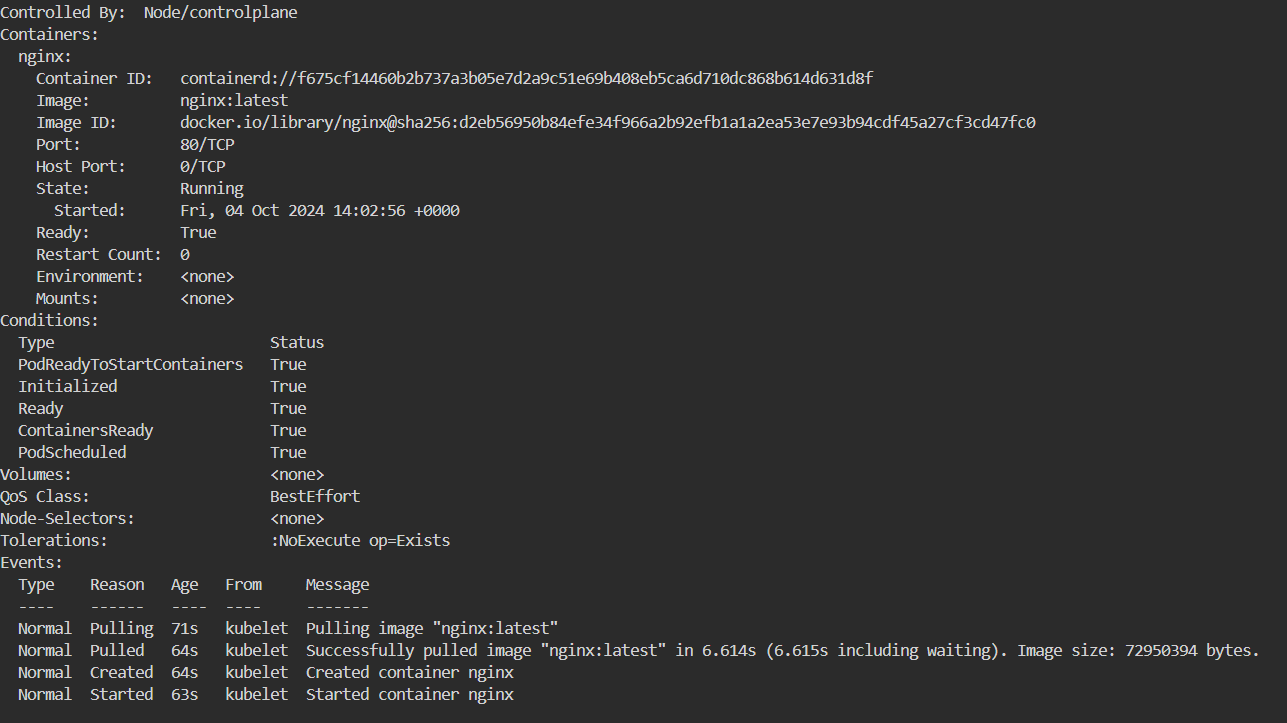 Controlled By:  Node/controlplane
Containers:
  nginx:
    Container ID:   containerd://f675cf14460b2b737a3b05e7d2a9c51e69b408eb5ca6d710dc868b614d631d8f
    Image:          nginx:latest
    Image ID:       docker.io/library/nginx@sha256:d2eb56950b84efe34f966a2b92efb1a1a2ea53e7e93b94cdf45a27cf3cd47fc0
    Port:           80/TCP
    Host Port:      0/TCP
    State:          Running
      Started:      Fri, 04 Oct 2024 14:02:56 +0000
    Ready:          True
    Restart Count:  0
    Environment:    <none>
    Mounts:         <none>
Conditions:
  Type                        Status
  PodReadyToStartContainers   True
  Initialized                 True
  Ready                       True
  ContainersReady             True
  PodScheduled                True
Volumes:                      <none>
QoS Class:                    BestEffort
Node-Selectors:               <none>
Tolerations:                  :NoExecute op=Exists
Events:
  Type    Reason   Age   From     Message
  ----    ------   ----  ----     -------
  Normal  Pulling  71s   kubelet  Pulling image "nginx:latest"
  Normal  Pulled   64s   kubelet  Successfully pulled image "nginx:latest" in 6.614s (6.615s including waiting). Image size: 72950394 bytes.
  Normal  Created  64s   kubelet  Created container nginx
  Normal  Started  63s   kubelet  Started container nginx